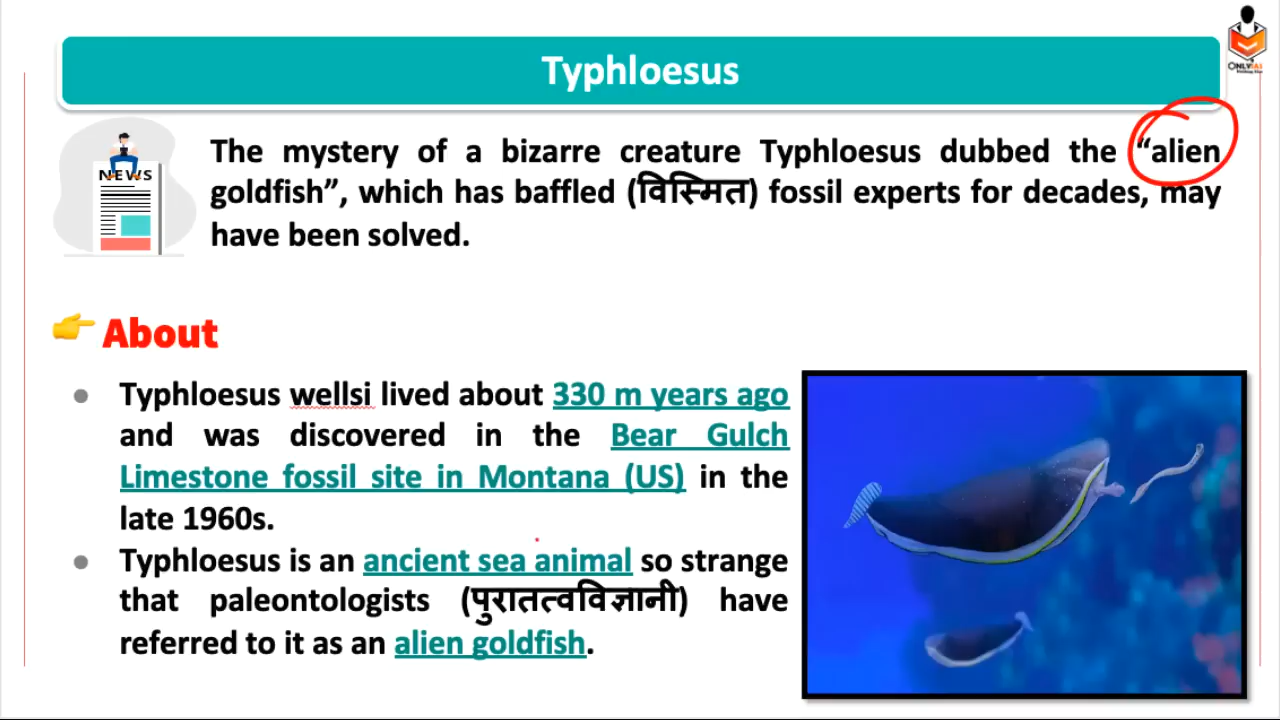 Typhloesus
ONLYIAS
NEWS
The mystery of a bizarre creature Typhloesus dubbed the “alien
goldfish”, which has baffled (विस्मित) fossil experts for decades, may
have been solved.
About
Typhloesus wellsi lived about 330 m years ago
and was discovered in the Bear Gulch
Limestone fossil site in Montana (US) in the
late 1960s.
Typhloesus is an ancient sea animal so strange
that paleontologists (पुरातत्वविज्ञानी) have
referred to it as an alien goldfish.